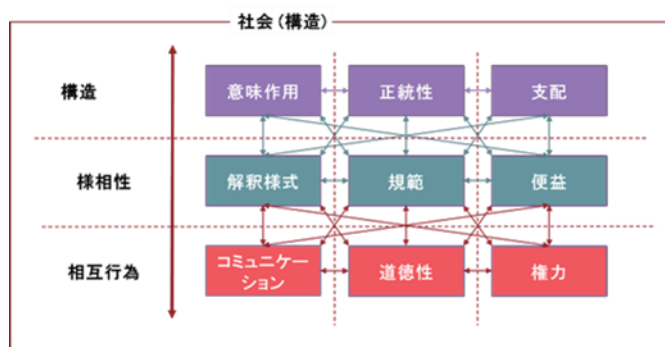 社会(構造)
構造
意味作用
正統性
支配
様相性
解釈様式
規範
便益
相互行為
コミュニケー
ション
道徳性
権力